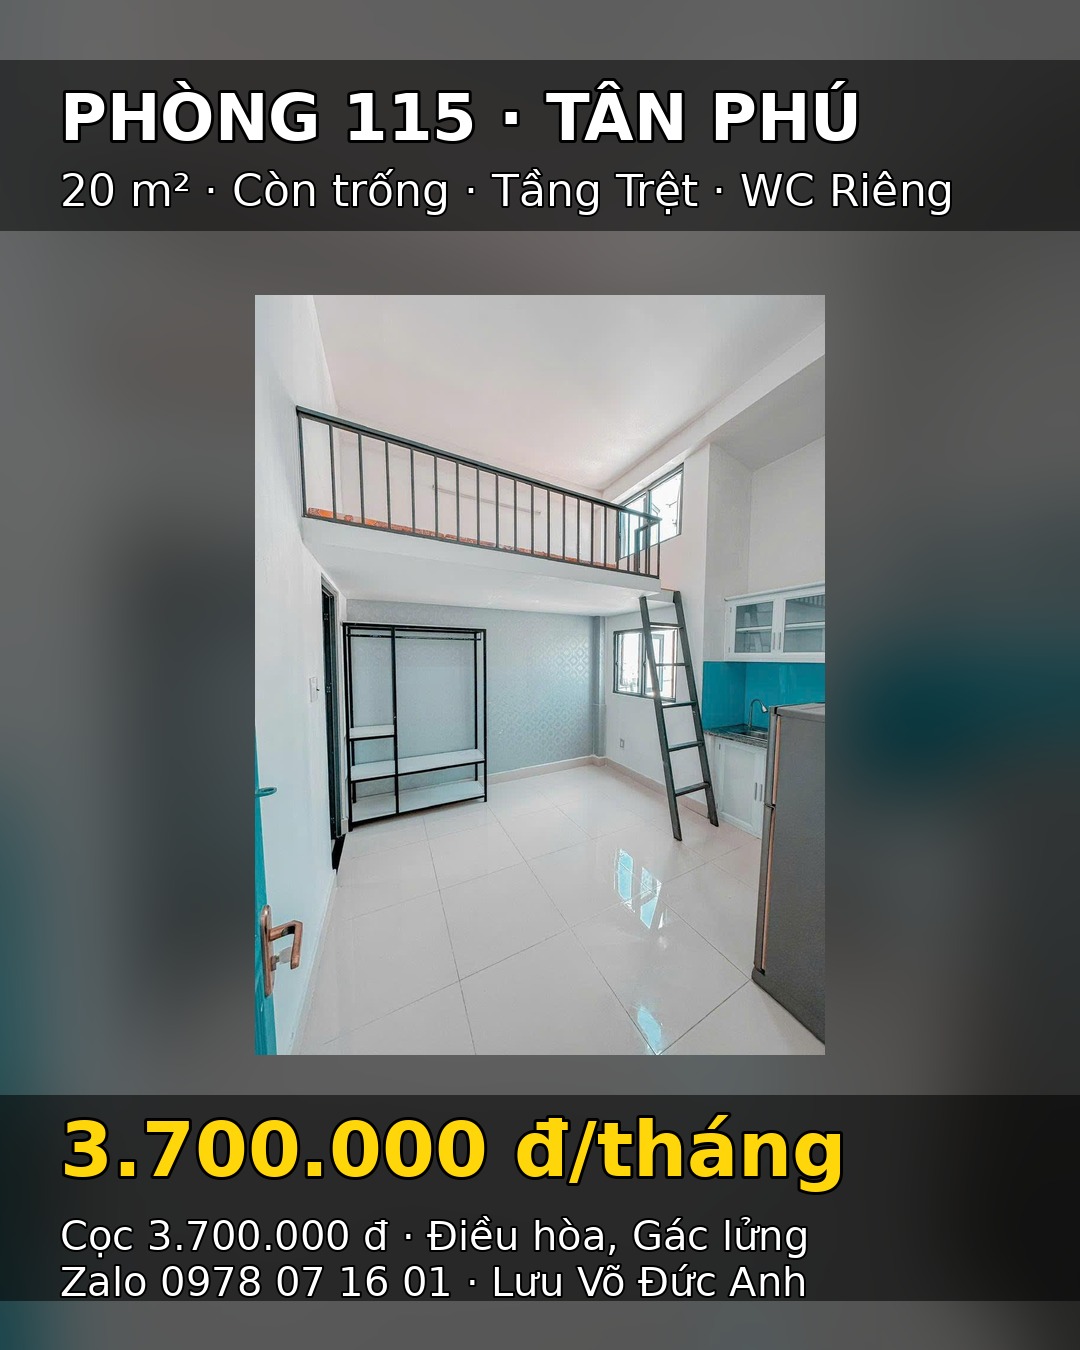 PHÒNG 115 · TÂN PHÚ
20 m² · Còn trống · Tầng Trệt · WC Riêng
3.700.000 đ/tháng
Cọc 3.700.000 đ · Điều hòa, Gác lửng
Zalo 0978 07 16 01 · Lưu Võ Đức Anh